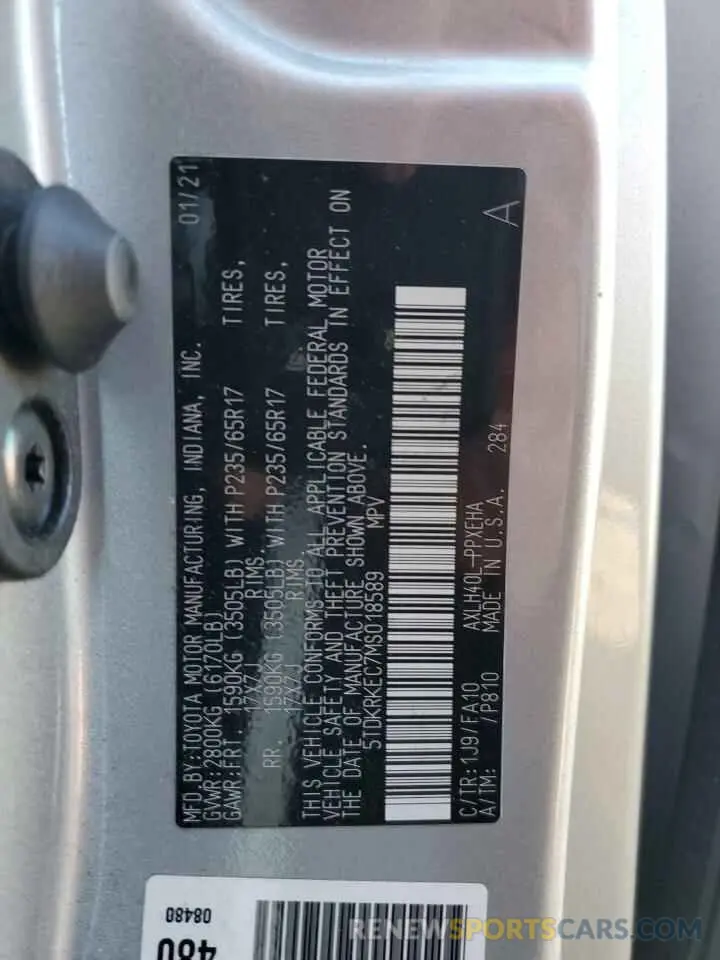 MFD.BY:TOYOTA MOTOR MANUFACTURING, INDIANA, INC. 01/21
GVWR:2800KG (6170LB)
GAWR:FRT. 1590KG (3505LB) WITH P235/65R17 TIRES,
17X7J RIMS.
RR. 1590KG (3505LB) WITH P235/65R17 TIRES,
17X7J RIMS.
THIS VEHICLE CONFORMS TO ALL APPLICABLE FEDERAL MOTOR
VEHICLE SAFETY AND THEFT PREVENTION STANDARDS IN EFFECT ON
THE DATE OF MANUFACTURE SHOWN ABOVE.
5TDKRKEC7MS018589 MPV
C/TR:1J9/FA10 AXLH40L-PPXEHA
A/TM: /P810 MADE IN U.S.A. 284 A
08480
480
RENEWSPORTSCARS.COM